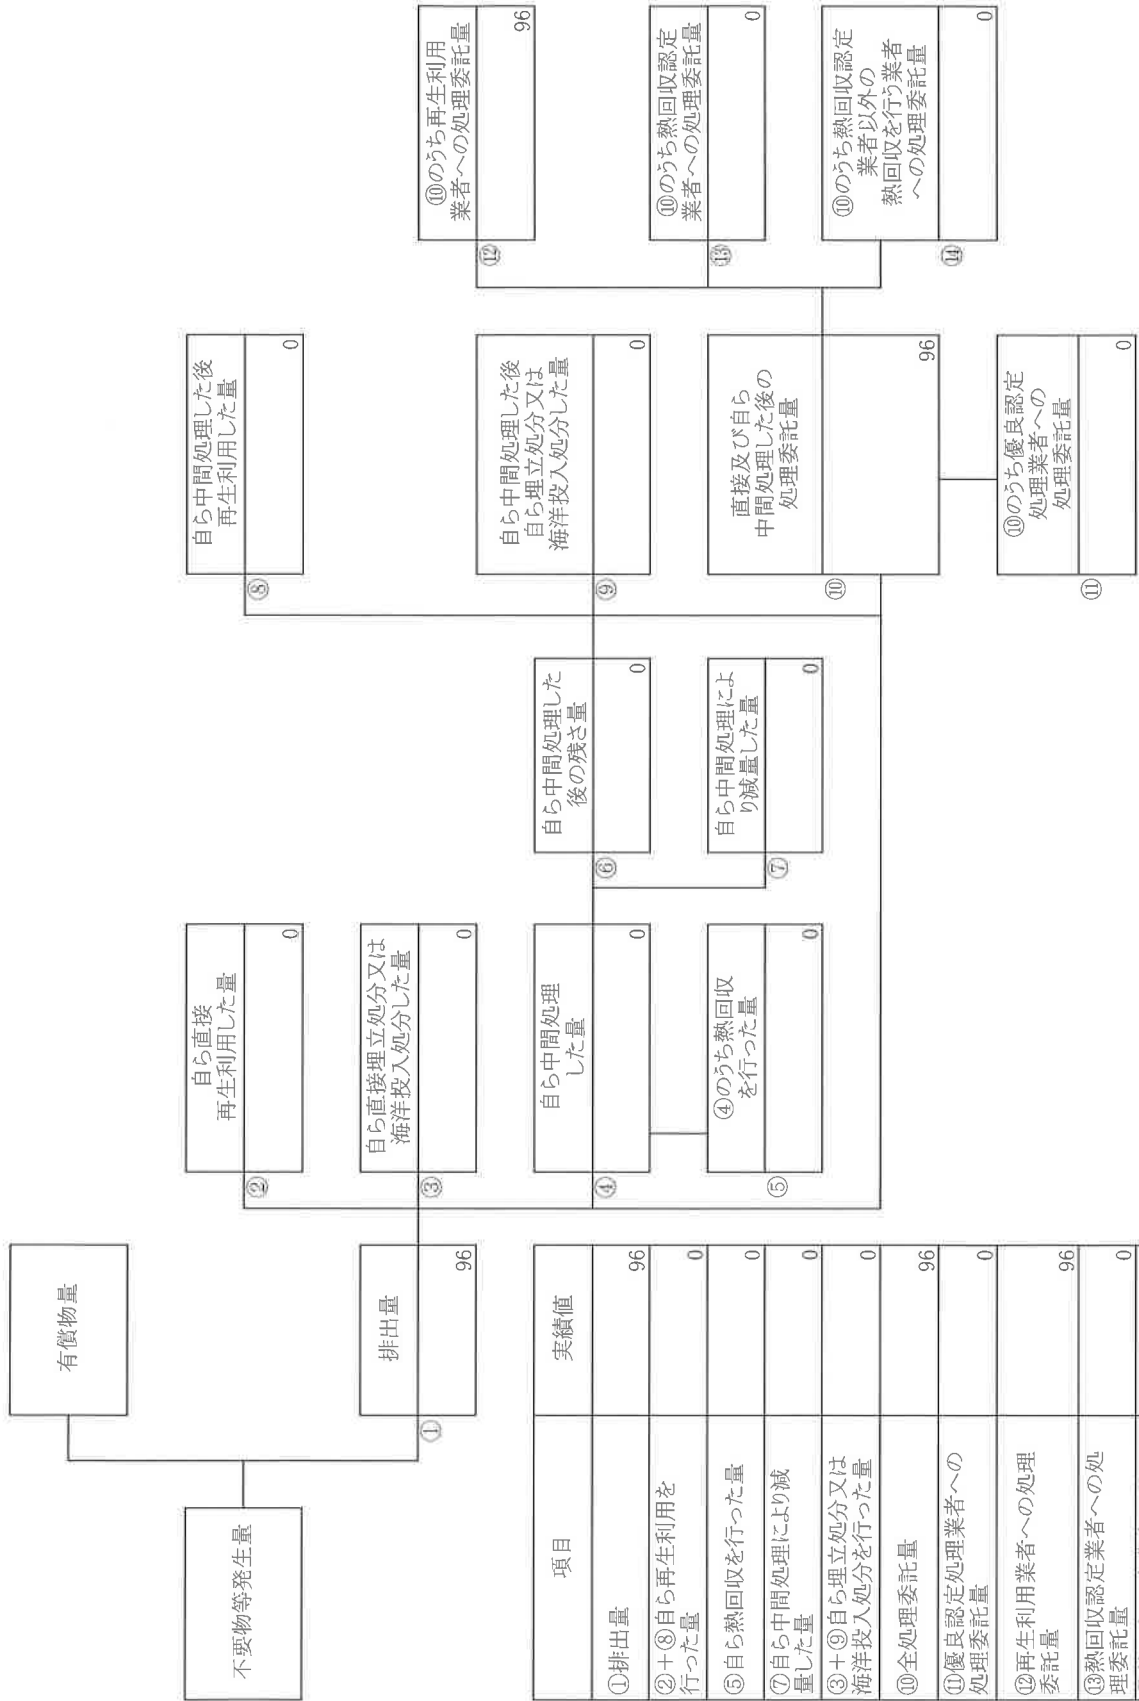 不要物等発生量
有償物量
①
排出量
96
②
自ら直接
再生利用した量
0
③
自ら直接埋立処分又は
海洋投入処分した量
0
④
自ら中間処理
した量
0
⑤
④のうち熱回収
を行った量
0
⑥
自ら中間処理した
後の残さ量
0
⑦
自ら中間処理によ
り減量した量
0
⑧
自ら中間処理した後
再生利用した量
0
⑨
自ら中間処理した後
自ら埋立処分又は
海洋投入処分した量
0
⑩
直接及び自ら
中間処理した後の
処理委託量
96
⑪
⑩のうち優良認定
処理業者への
処理委託量
0
⑫
⑩のうち再生利用
業者への処理委託量
96
⑬
⑩のうち熱回収認定
業者への処理委託量
0
⑭
⑩のうち熱回収認定
業者以外の
熱回収を行う業者
への処理委託量
0
項目
実績値
①排出量
96
②+⑧自ら再生利用を
行った量
0
⑤自ら熱回収を行った量
0
⑦自ら中間処理により減
量した量
0
③+⑨自ら埋立処分又は
海洋投入処分を行った量
0
⑩全処理委託量
96
⑪優良認定処理業者への
処理委託量
0
⑫再生利用業者への処理
委託量
96
⑬熱回収認定業者への処
理委託量
0